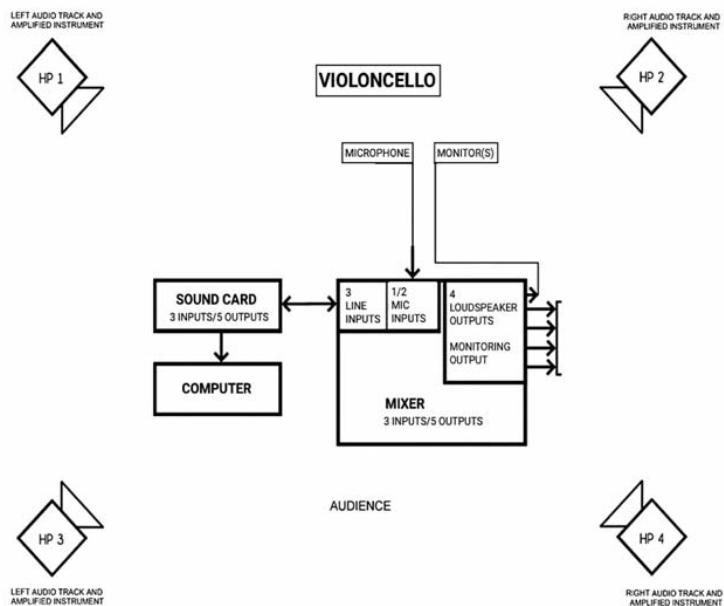 LEFT AUDIO TRACK AND
AMPLIFIED INSTRUMENT
RIGHT AUDIO TRACK AND
AMPLIFIED INSTRUMENT
HP 1
VIOLONCELLO
HP 2
MICROPHONE
MONITOR(S)
SOUND CARD
3 INPUTS/5 OUTPUTS
COMPUTER
3
LINE
INPUTS
1/2
MIC
INPUTS
4
LOUDSPEAKER
OUTPUTS
MONITORING
OUTPUT
MIXER
3 INPUTS/5 OUTPUTS
AUDIENCE
HP 3
HP 4
LEFT AUDIO TRACK AND
AMPLIFIED INSTRUMENT
RIGHT AUDIO TRACK AND
AMPLIFIED INSTRUMENT